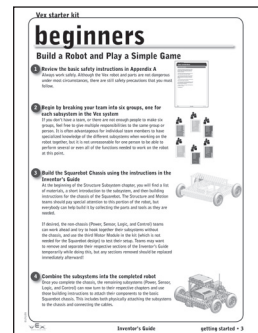 Vex starter kit
beginners
Build a Robot and Play a Simple Game
1 Review the basic safety instructions in Appendix A
Always work safely. Although the Vex robot and parts are not dangerous
under most circumstances, there are still safety precautions that you must
follow.
2 Begin by breaking your team into six groups, one for
each subsystem in the Vex system
If you don't have a team, or there are not enough people to make six
groups, feel free to give multiple responsibilities to the same group or
person. It is often advantageous for individual team members to have
specialized knowledge of the different subsystems when working on the
robot together, but it is not unreasonable for one person to be able to
perform several or even all of the functions needed to work on the robot
at this point.
3 Build the Squarebot Chassis using the instructions in the
Inventor's Guide
At the beginning of the Structure Subsystem chapter, you will find a list
of materials, a short introduction to the subsystem, and then building
instructions for the chassis of the Squarebot. The Structure and Motion
teams should pay special attention to this portion of the robot, but
everybody can help build it by collecting the parts and tools as they are
needed.
If desired, the non-chassis (Power, Sensor, Logic, and Control) teams
can work ahead and try to hook together their subsystems without
the chassis, and use the third Motor Module in the kit (which is not
needed for the Squarebot design) to test their setup. Teams may want
to remove and separate their respective sections of the Inventor's Guide
temporarily while doing this, but any sections removed should be replaced
immediately afterward!
4 Combine the subsystems into the completed robot
Once you complete the chassis, the remaining subsystems (Power, Sensor,
Logic, and Control) can now turn to their respective chapters and use
those building instructions to attach their components to the basic
Squarebot chassis. This includes both physically attaching the subsystems
to the chassis and connecting the cables.
VEX
Inventor's Guide
getting started • 3